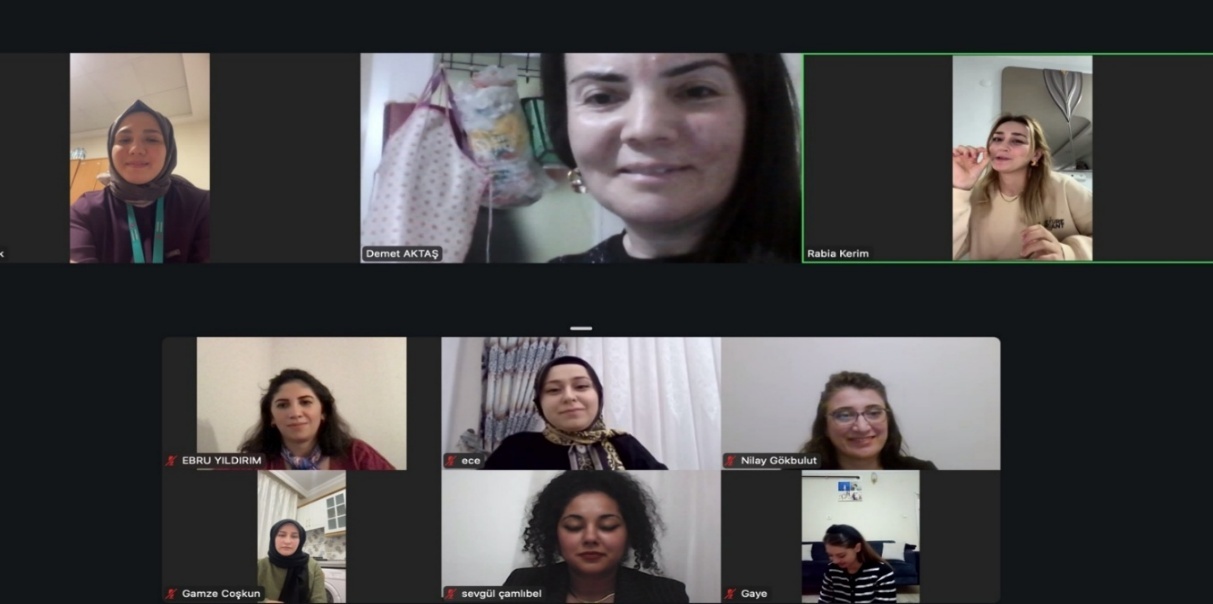 k
Demet AKTAŞ
Rabia Kerim
EBRU YILDIRIM
ece
Nilay Gökbulut
Gamze Coşkun
sevgül çamlıbel
Gaye